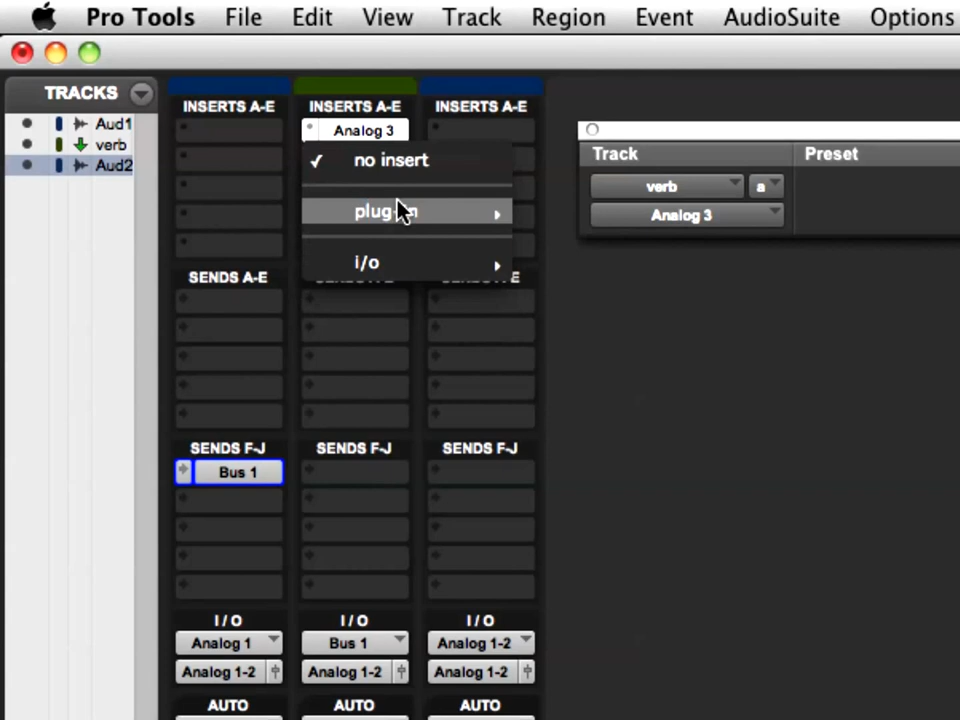 Pro Tools File Edit View Track Region Event AudioSuite Options
TRACKS
Aud1
verb
Aud2
INSERTS A-E INSERTS A-E INSERTS A-E
Analog 3
no insert
plug-in
i/o
SENDS A-E
SENDS F-J SENDS F-J SENDS F-J
Bus 1
I / O I / O I / O
Analog 1 Bus 1 Analog 1-2
Analog 1-2 Analog 1-2 Analog 1-2
AUTO AUTO AUTO
Track Preset
verb a
Analog 3